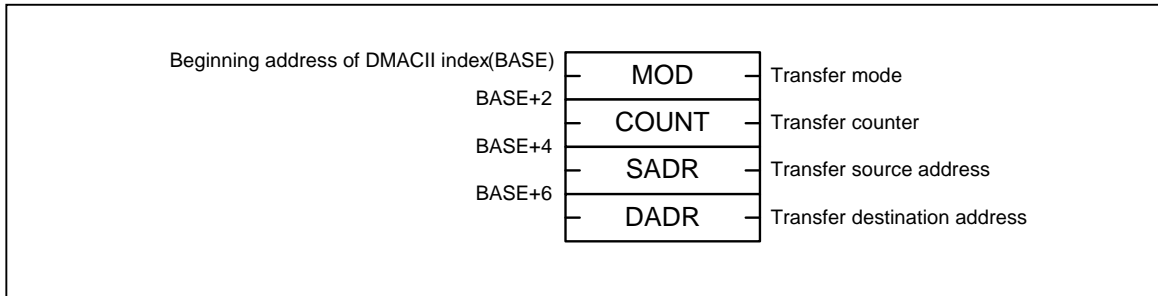 Beginning address of DMACII index(BASE) MOD Transfer mode
BASE+2
COUNT Transfer counter
BASE+4
SADR Transfer source address
BASE+6
DADR Transfer destination address